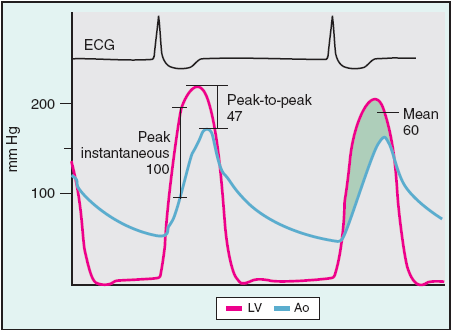 ECG
200
100
mm Hg
Peak
instantaneous
100
Peak-to-peak
47
Mean
60
LV Ao